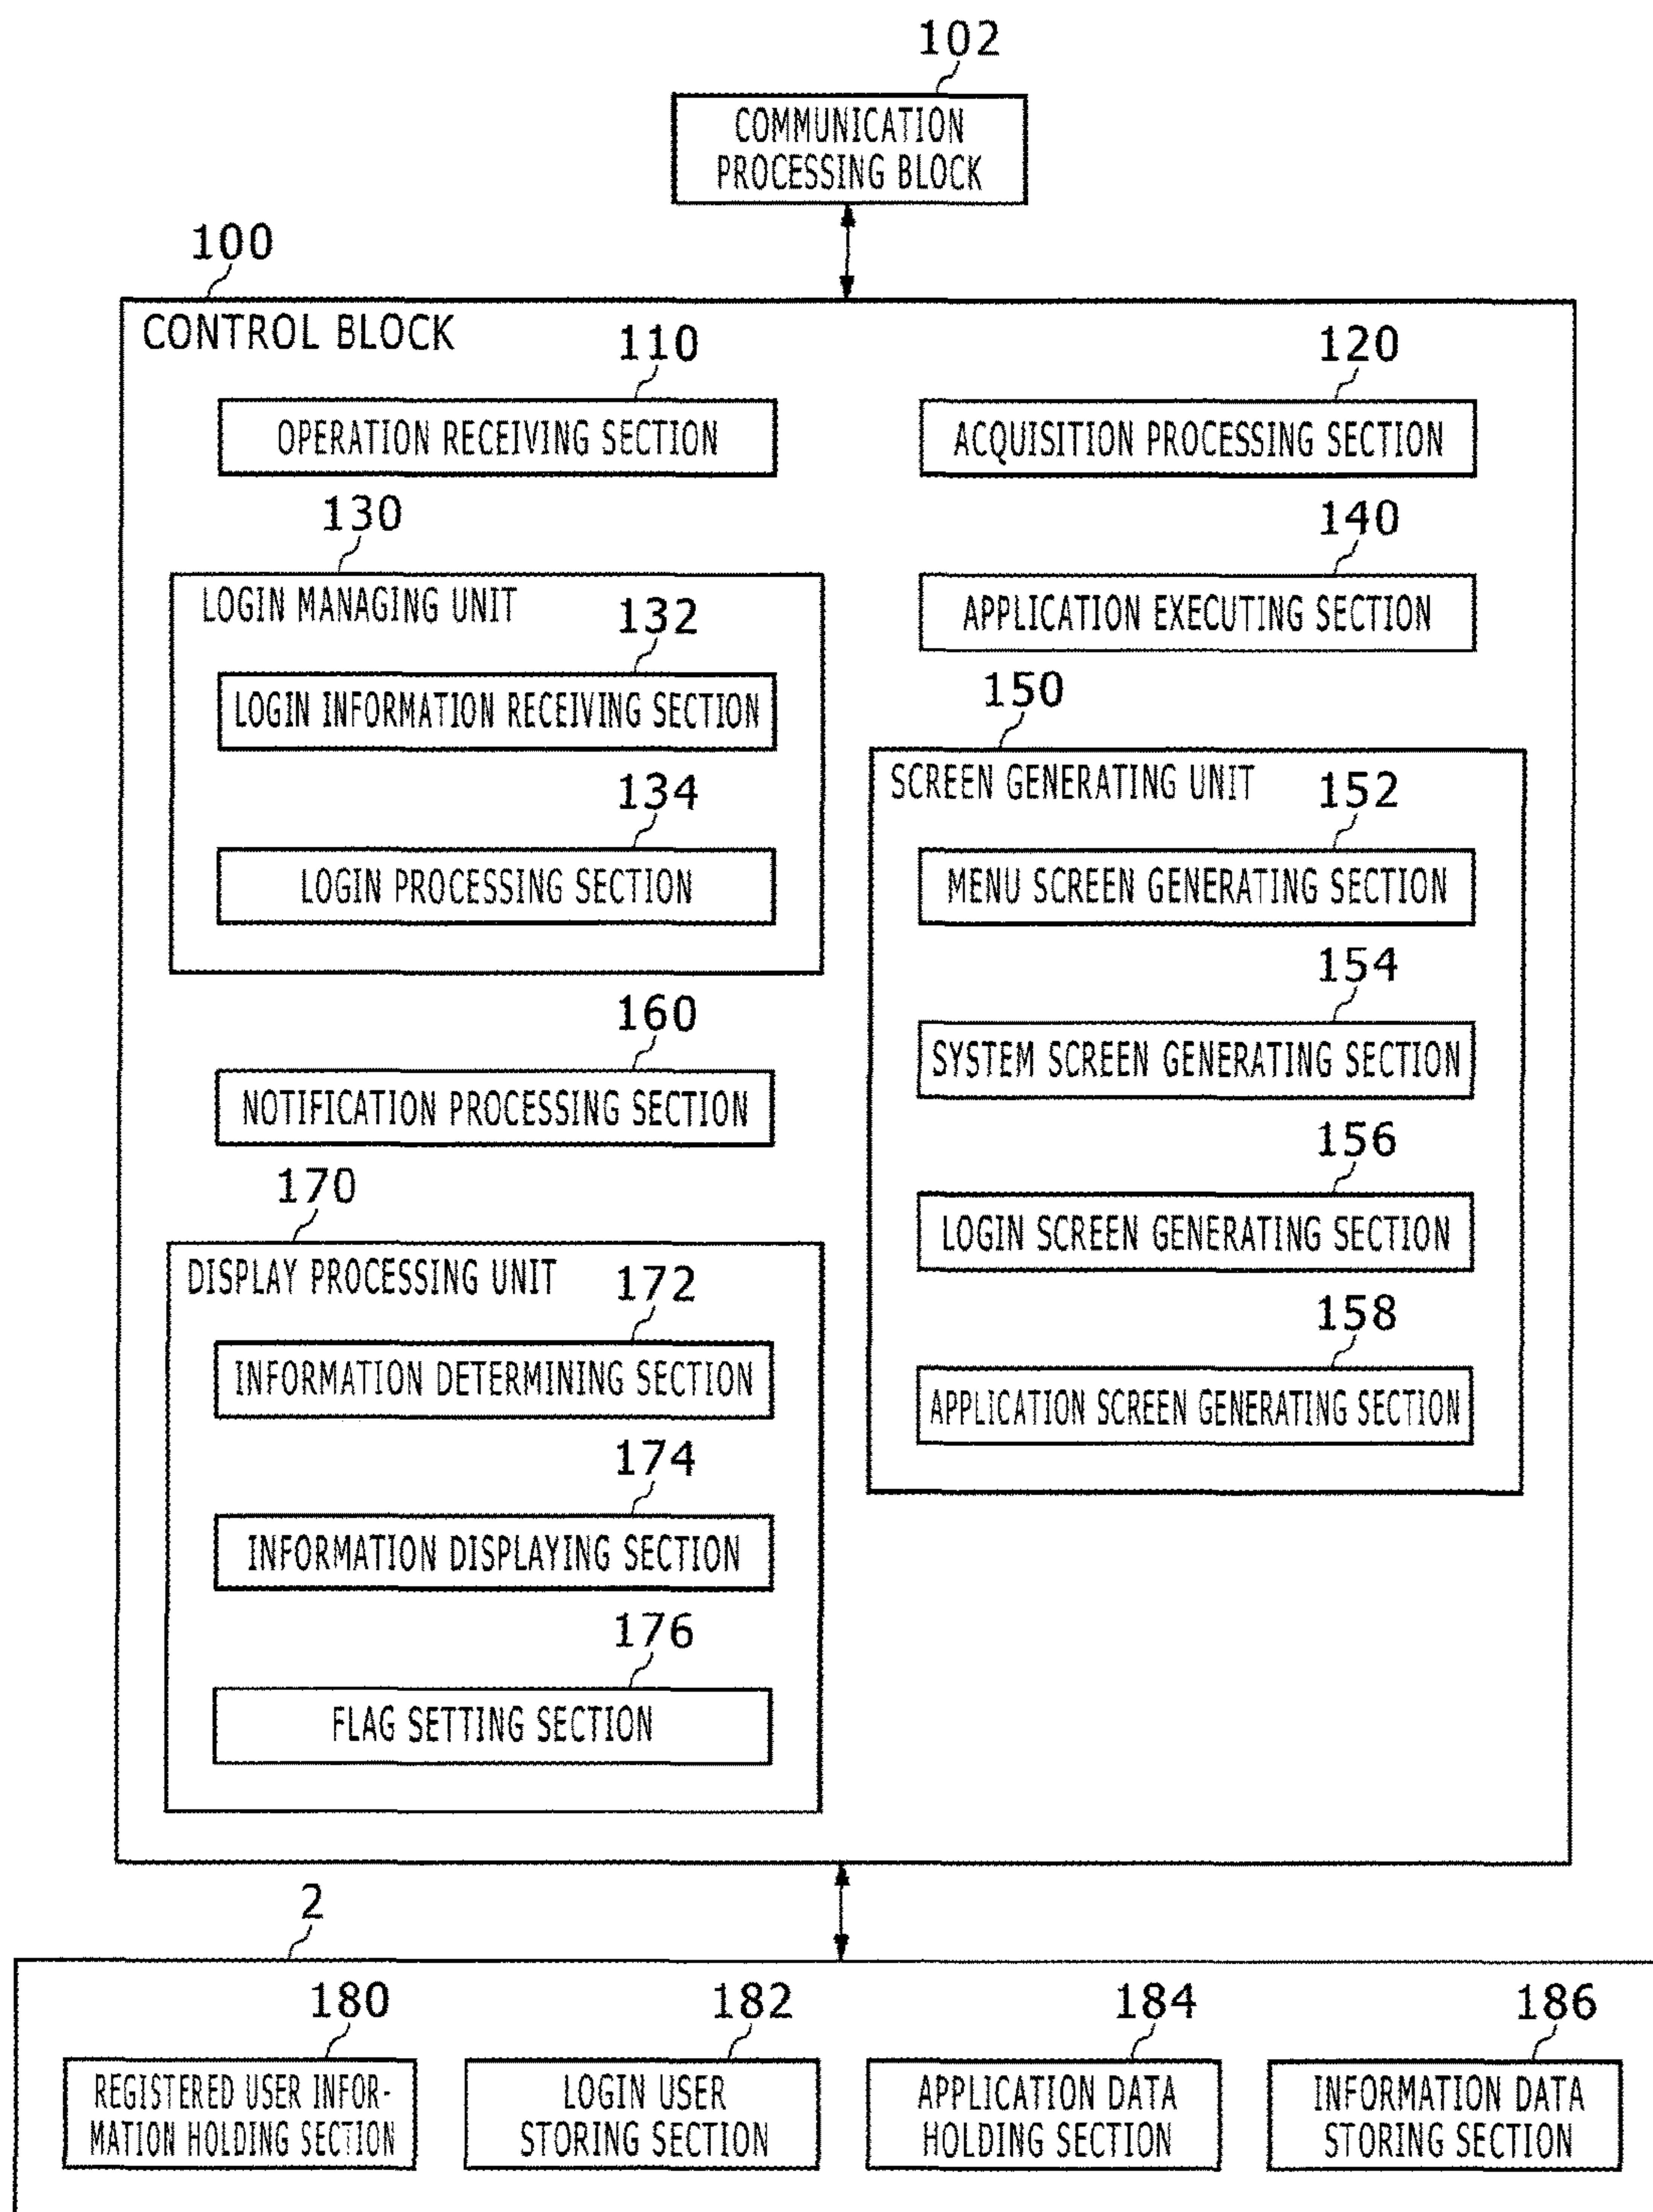 102
COMMUNICATION
PROCESSING BLOCK
100
CONTROL BLOCK
110
OPERATION RECEIVING SECTION
120
ACQUISITION PROCESSING SECTION
130
LOGIN MANAGING UNIT
132
LOGIN INFORMATION RECEIVING SECTION
134
LOGIN PROCESSING SECTION
140
APPLICATION EXECUTING SECTION
150
SCREEN GENERATING UNIT
152
MENU SCREEN GENERATING SECTION
154
SYSTEM SCREEN GENERATING SECTION
156
LOGIN SCREEN GENERATING SECTION
158
APPLICATION SCREEN GENERATING SECTION
160
NOTIFICATION PROCESSING SECTION
170
DISPLAY PROCESSING UNIT
172
INFORMATION DETERMINING SECTION
174
INFORMATION DISPLAYING SECTION
176
FLAG SETTING SECTION
2
180
REGISTERED USER INFOR-
MATION HOLDING SECTION
182
LOGIN USER
STORING SECTION
184
APPLICATION DATA
HOLDING SECTION
186
INFORMATION DATA
STORING SECTION